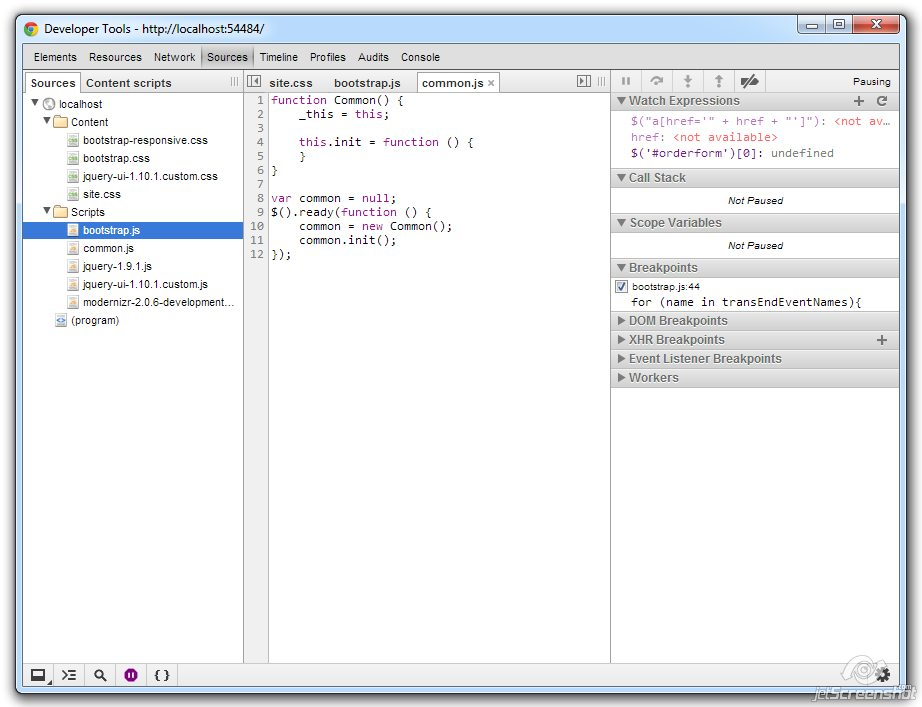 Developer Tools - http://localhost:54484/
Elements Resources Network Sources Timeline Profiles Audits Console
Sources Content scripts
localhost
Content
bootstrap-responsive.css
bootstrap.css
jquery-ui-1.10.1.custom.css
site.css
Scripts
bootstrap.js
common.js
jquery-1.9.1.js
jquery-ui-1.10.1.custom.js
modernizr-2.0.6-development...
(program)
site.css bootstrap.js common.js ×
1 function Common() {
2     _this = this;
3
4     this.init = function () {
5     }
6 }
7
8 var common = null;
9 $().ready(function () {
10     common = new Common();
11     common.init();
12 });
Pausing
Watch Expressions
$("a[href='" + href + "']"): <not av...
href: <not available>
$('#orderform')[0]: undefined
Call Stack
Not Paused
Scope Variables
Not Paused
Breakpoints
bootstrap.js:44
for (name in transEndEventNames){
DOM Breakpoints
XHR Breakpoints
Event Listener Breakpoints
Workers
{ }
jetScreenshot
.com